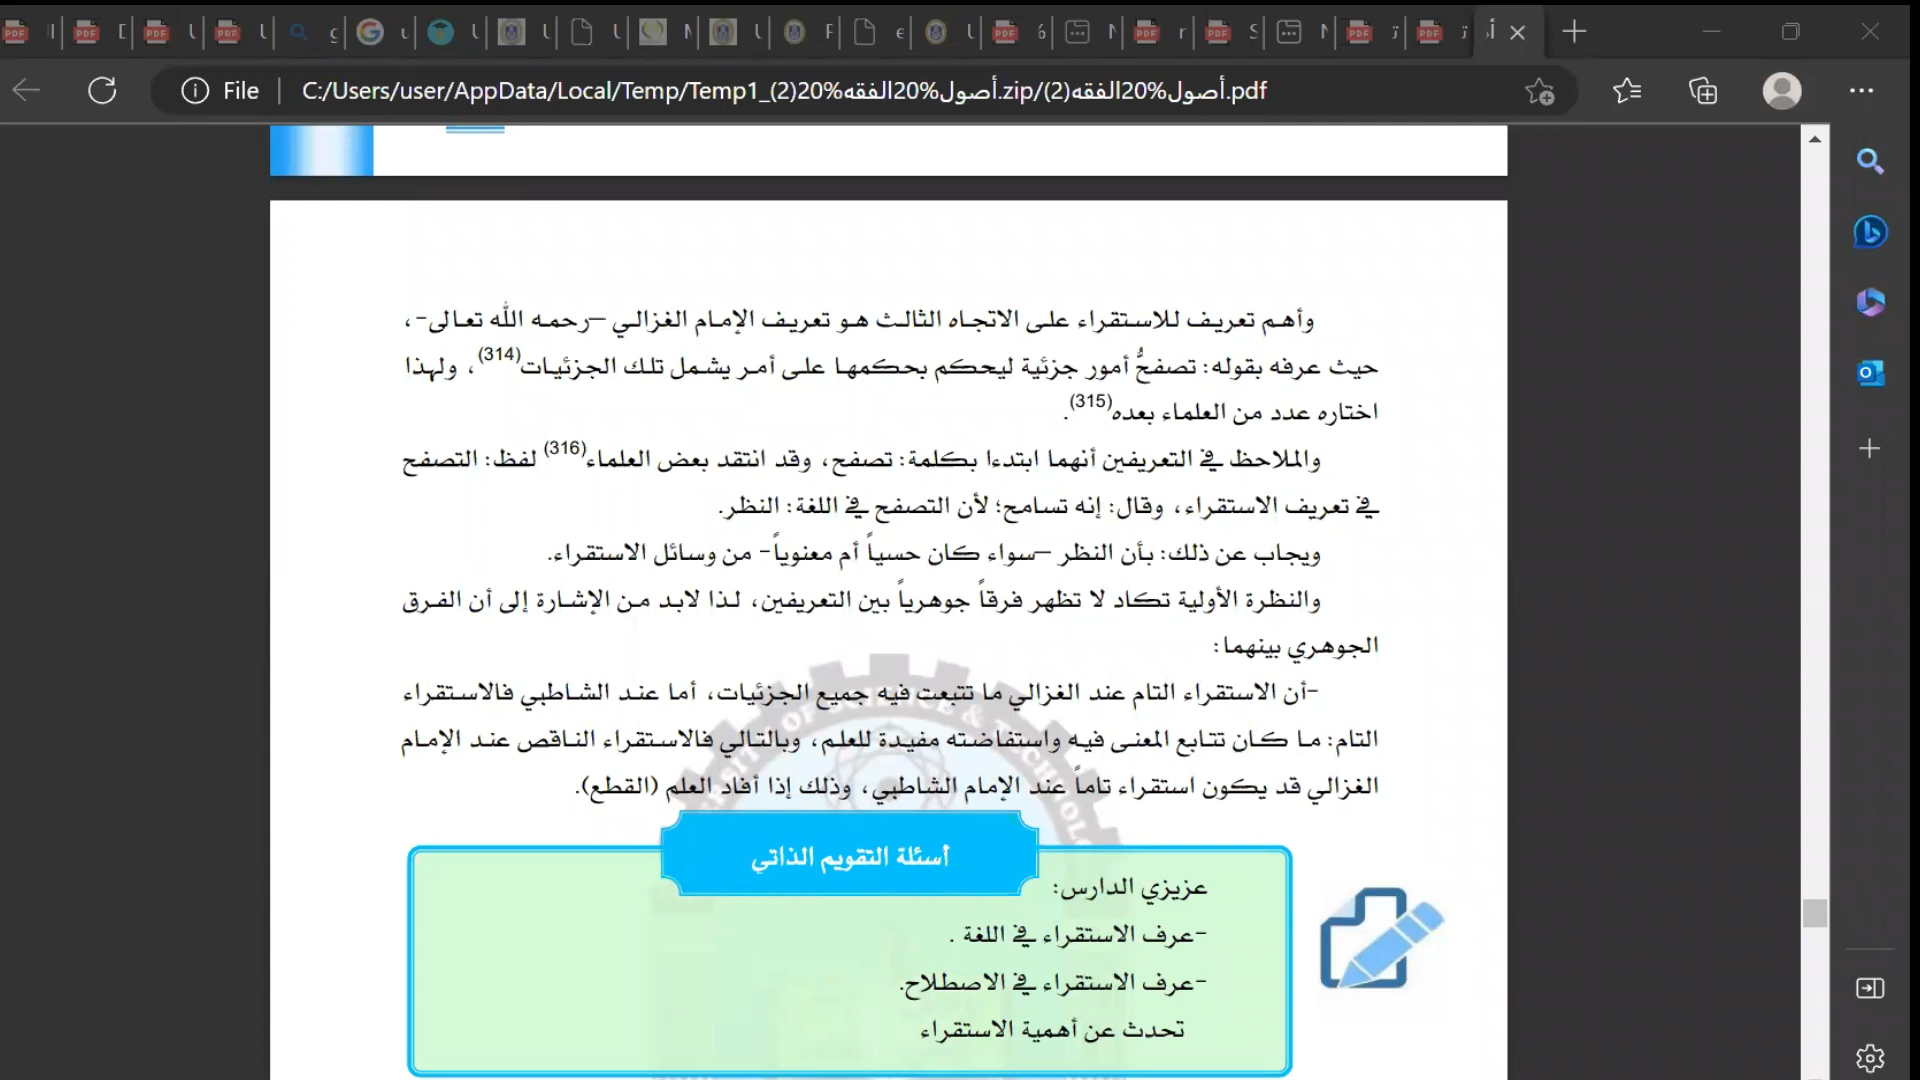 File
C:/Users/user/AppData/Local/Temp/Temp1_(2)أصول%20الفقه%20.zip/(2)أصول%20الفقه.pdf
وأهم تعريف للاستقراء على الاتجاه الثالث هو تعريف الإمام الغزالي –رحمه الله تعالى-،
حيث عرفه بقوله: تصفحُّ أمور جزئية ليحكم بحكمها على أمر يشمل تلك الجزئيات(314)، ولهذا
اختاره عدد من العلماء بعده(315).
والملاحظ في التعريفين أنهما ابتدءا بكلمة: تصفح، وقد انتقد بعض العلماء(316) لفظ: التصفح
في تعريف الاستقراء، وقال: إنه تسامح؛ لأن التصفح في اللغة: النظر.
ويجاب عن ذلك: بأن النظر –سواء كان حسياً أم معنوياً- من وسائل الاستقراء.
والنظرة الأولية تكاد لا تظهر فرقاً جوهرياً بين التعريفين، لذا لابد من الإشارة إلى أن الفرق
الجوهري بينهما:
-أن الاستقراء التام عند الغزالي ما تتبعت فيه جميع الجزئيات، أما عند الشاطبي فالاستقراء
التام: ما كان تتابع المعنى فيه واستفاضته مفيدة للعلم، وبالتالي فالاستقراء الناقص عند الإمام
الغزالي قد يكون استقراء تاماً عند الإمام الشاطبي، وذلك إذا أفاد العلم (القطع).
أسئلة التقويم الذاتي
عزيزي الدارس:
-عرف الاستقراء في اللغة .
-عرف الاستقراء في الاصطلاح.
تحدث عن أهمية الاستقراء